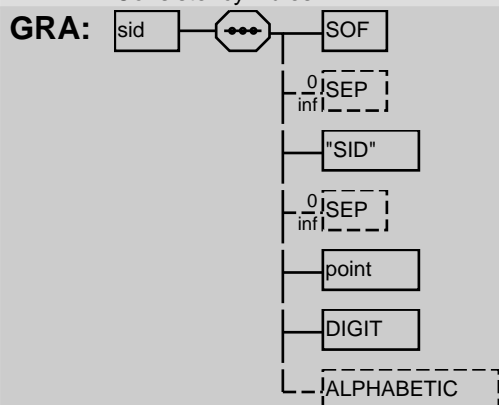 GRA: sid SOF
0 inf SEP
"SID"
0 inf SEP
point
DIGIT
ALPHABETIC